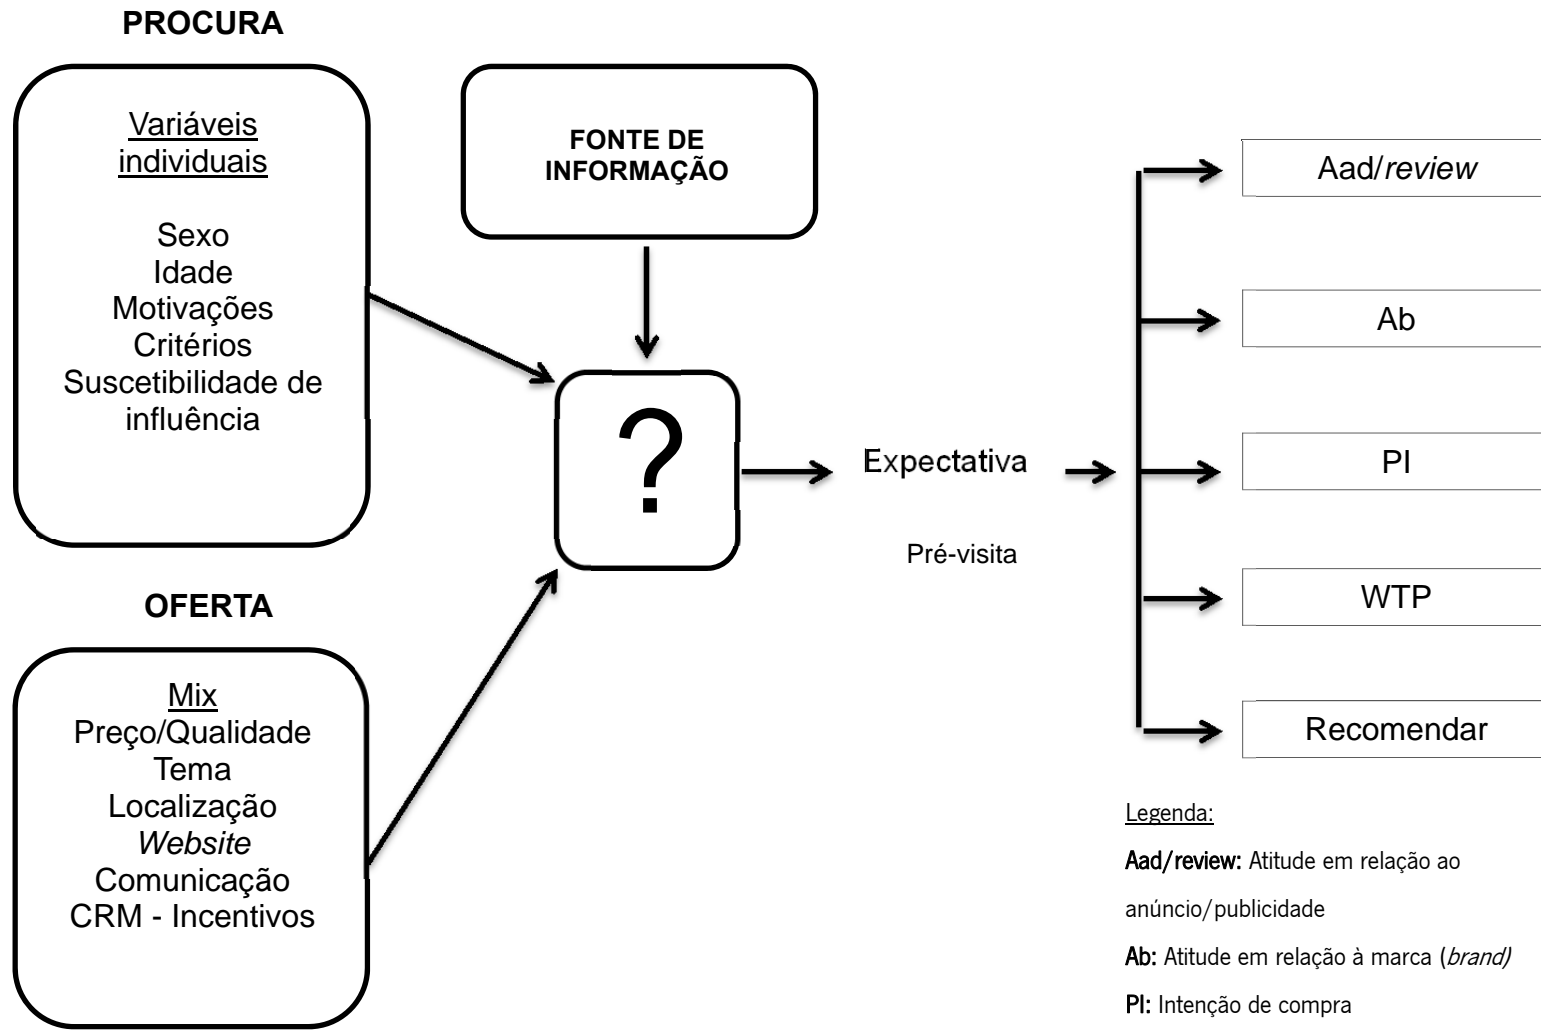 PROCURA
Variáveis
individuais
Sexo
Idade
Motivações
Critérios
Suscetibilidade de
influência
FONTE DE
INFORMAÇÃO
?
Expectativa
Pré-visita
Aad/review
Ab
PI
WTP
Recomendar
OFERTA
Mix
Preço/Qualidade
Tema
Localização
Website
Comunicação
CRM - Incentivos
Legenda:
Aad/review: Atitude em relação ao
anúncio/publicidade
Ab: Atitude em relação à marca (brand)
PI: Intenção de compra